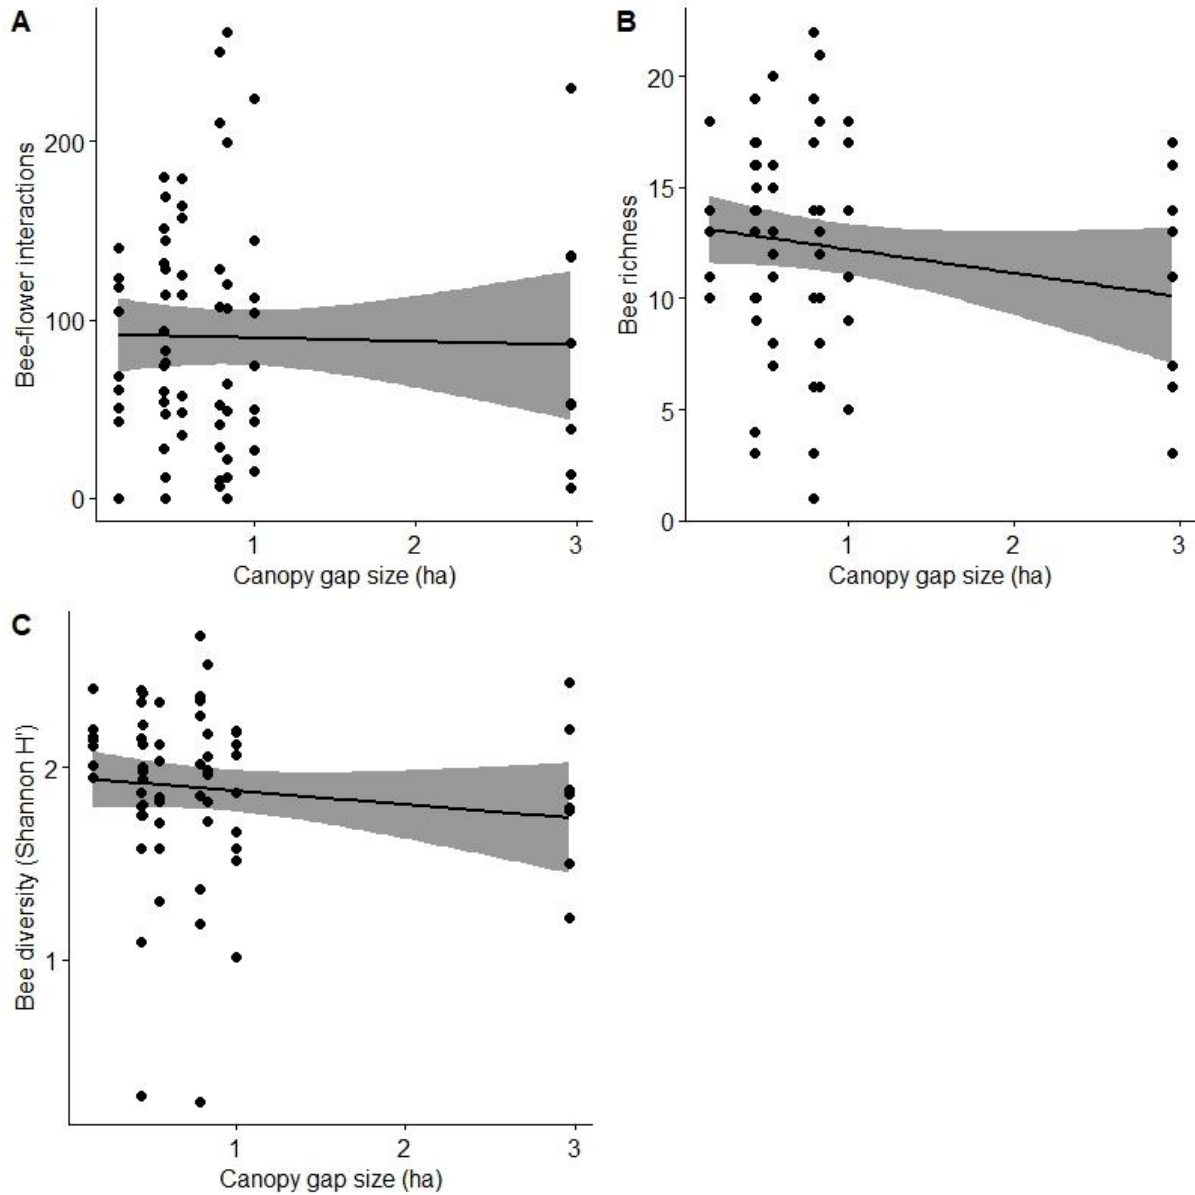 A
Bee-flower interactions
200
100
0
1 2 3
Canopy gap size (ha)
B
Bee richness
20
15
10
5
0
1 2 3
Canopy gap size (ha)
C
Bee diversity (Shannon H')
2
1
1 2 3
Canopy gap size (ha)